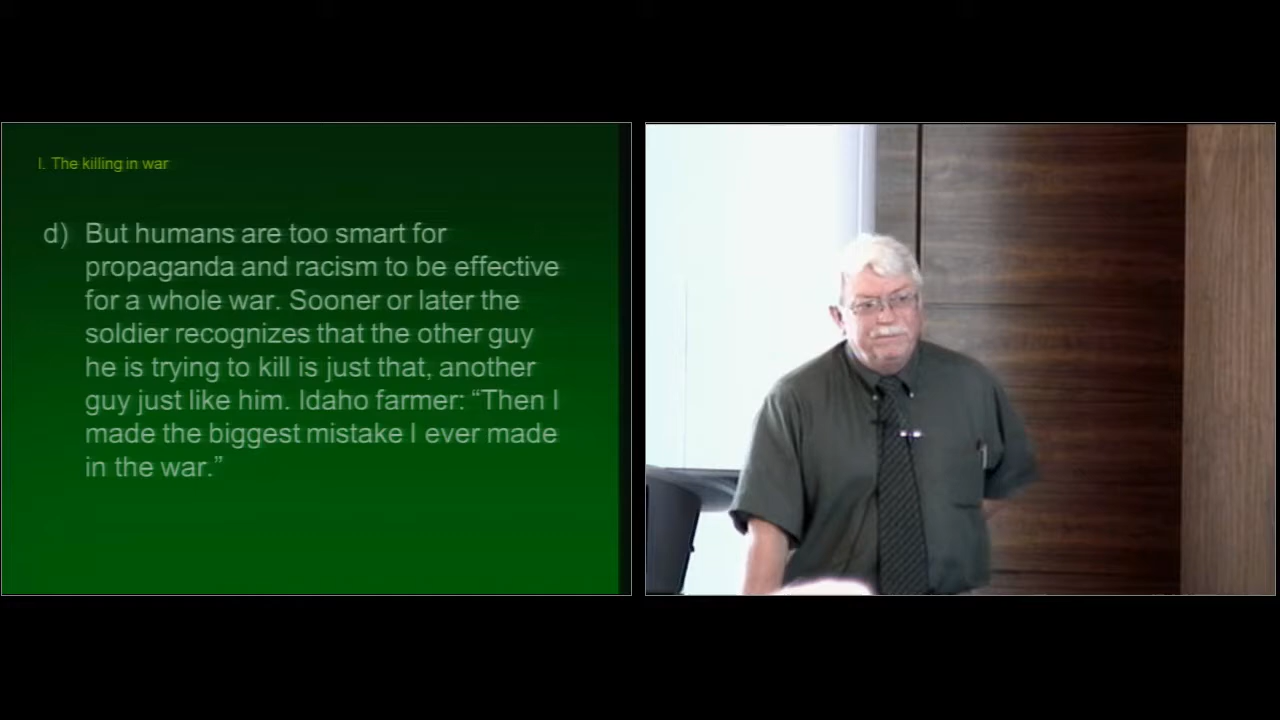 I. The killing in war
d) But humans are too smart for
propaganda and racism to be effective
for a whole war. Sooner or later the
soldier recognizes that the other guy
he is trying to kill is just that, another
guy just like him. Idaho farmer: “Then I
made the biggest mistake I ever made
in the war.”